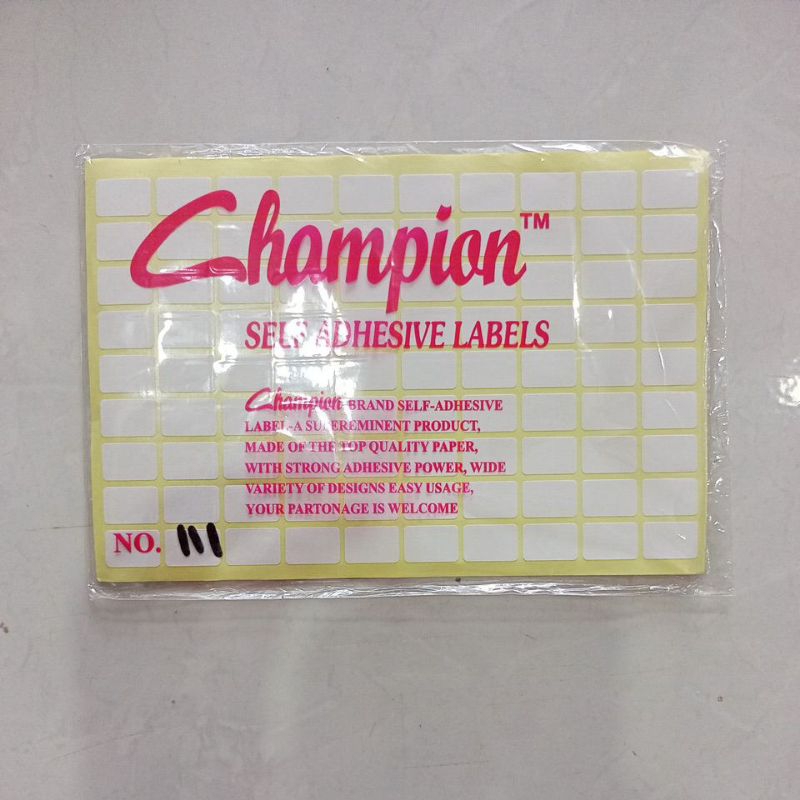 Champion™
SELF ADHESIVE LABELS
Champion BRAND SELF-ADHESIVE
LABEL-A SUPEREMINENT PRODUCT,
MADE OF THE TOP QUALITY PAPER,
WITH STRONG ADHESIVE POWER, WIDE
VARIETY OF DESIGNS EASY USAGE,
YOUR PARTONAGE IS WELCOME
NO. 111